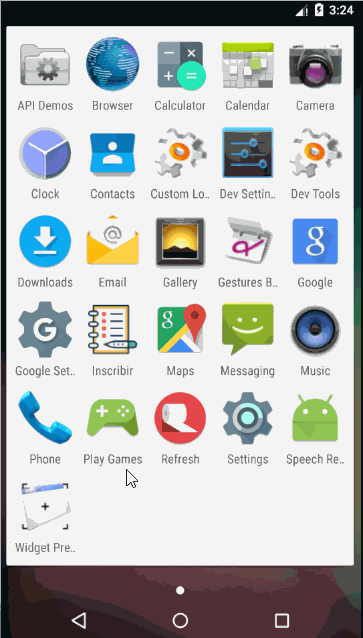 3:24
API Demos Browser Calculator Calendar Camera
Clock Contacts Custom Lo.. Dev Settin.. Dev Tools
Downloads Email Gallery Gestures B.. Google
Google Set.. Inscribir Maps Messaging Music
Phone Play Games Refresh Settings Speech Re..
Widget Pre..